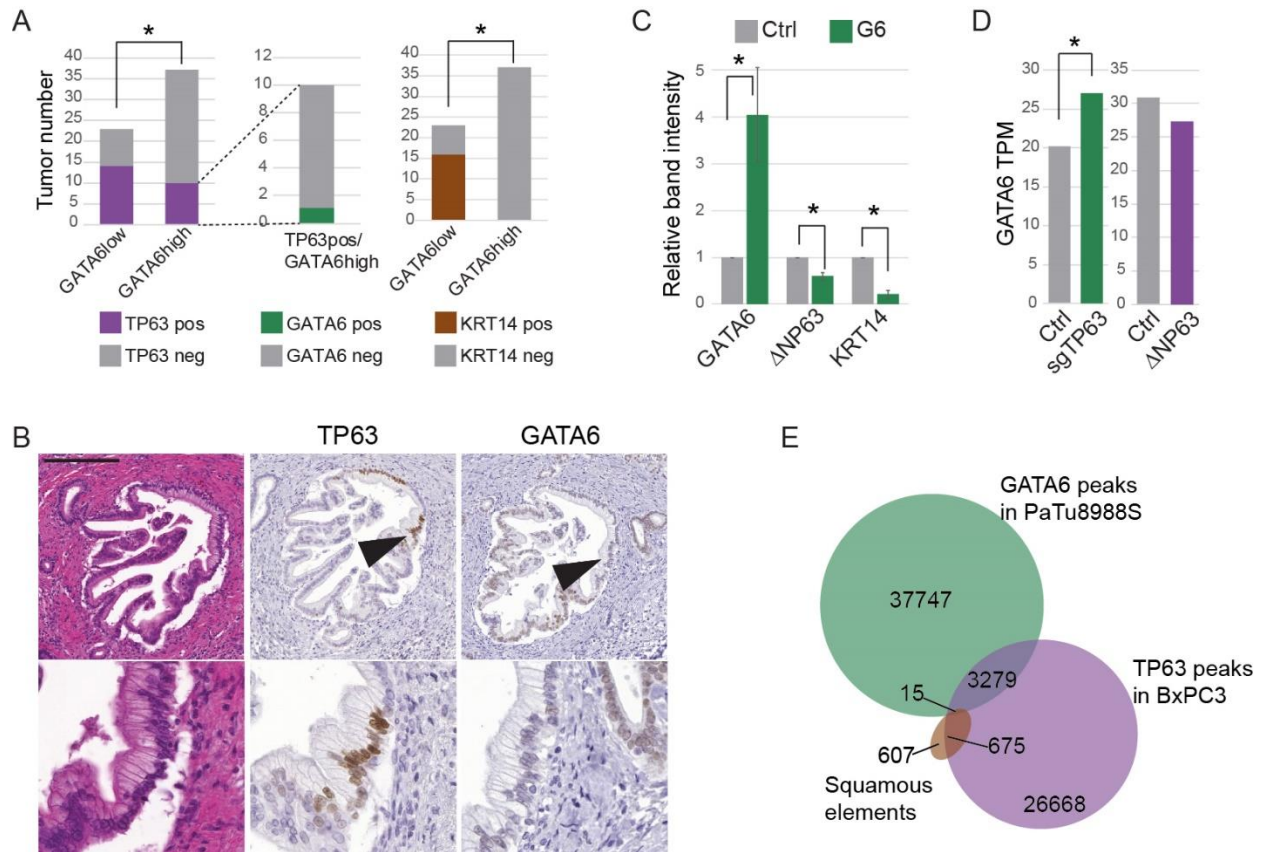 A
*
*
Tumor number
40
35
30
25
20
15
10
5
0
12
10
8
6
4
2
0
40
35
30
25
20
15
10
5
0
GATA6low
GATA6high
TP63pos/
GATA6high
GATA6low
GATA6high
TP63 pos
GATA6 pos
KRT14 pos
TP63 neg
GATA6 neg
KRT14 neg
C
Ctrl
G6
*
*
*
Relative band intensity
5
4
3
2
1
0
GATA6
ΔNP63
KRT14
D
*
GATA6 TPM
30
25
20
15
10
5
0
35
30
25
20
15
10
5
0
Ctrl
sgTP63
Ctrl
ΔNP63
B
TP63
GATA6
E
GATA6 peaks
in PaTu8988S
37747
3279
TP63 peaks
in BxPC3
15
607
675
Squamous
elements
26668